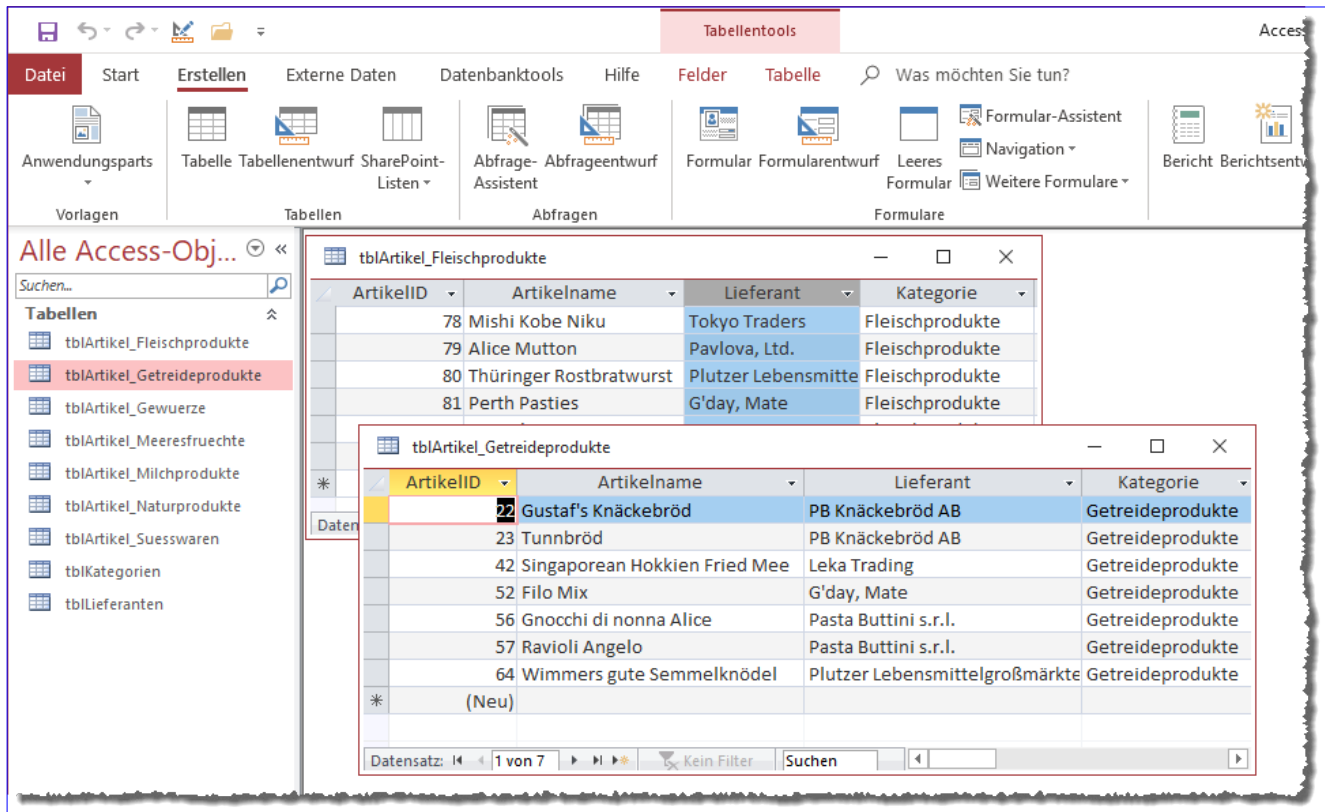 Tabellentools
Access
Datei Start Erstellen Externe Daten Datenbanktools Hilfe Felder Tabelle Was möchten Sie tun?
Anwendungsparts
Tabelle Tabellenentwurf SharePoint-Listen
Abfrage-Assistent Abfrageentwurf
Formular Formularentwurf Leeres Formular
Formular-Assistent
Navigation
Weitere Formulare
Bericht Berichtsentw
Vorlagen Tabellen Abfragen Formulare
Alle Access-Obj...
Suchen...
Tabellen
tblArtikel_Fleischprodukte
tblArtikel_Getreideprodukte
tblArtikel_Gewuerze
tblArtikel_Meeresfruechte
tblArtikel_Milchprodukte
tblArtikel_Naturprodukte
tblArtikel_Suesswaren
tblKategorien
tblLieferanten
tblArtikel_Fleischprodukte
ArtikelID Artikelname Lieferant Kategorie
78 Mishi Kobe Niku Tokyo Traders Fleischprodukte
79 Alice Mutton Pavlova, Ltd. Fleischprodukte
80 Thüringer Rostbratwurst Plutzer Lebensmitte Fleischprodukte
81 Perth Pasties G'day, Mate Fleischprodukte
Daten
tblArtikel_Getreideprodukte
ArtikelID Artikelname Lieferant Kategorie
22 Gustaf's Knäckebröd PB Knäckebröd AB Getreideprodukte
23 Tunnbröd PB Knäckebröd AB Getreideprodukte
42 Singaporean Hokkien Fried Mee Leka Trading Getreideprodukte
52 Filo Mix G'day, Mate Getreideprodukte
56 Gnocchi di nonna Alice Pasta Buttini s.r.l. Getreideprodukte
57 Ravioli Angelo Pasta Buttini s.r.l. Getreideprodukte
64 Wimmers gute Semmelknödel Plutzer Lebensmittelgroßmärkte Getreideprodukte
(Neu)
Datensatz: 1 von 7 Kein Filter Suchen